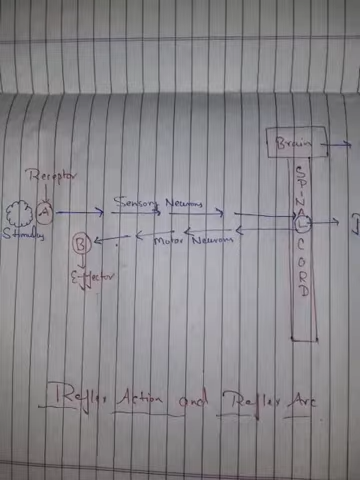 Brain
Receptor
SPINAL CORD
Sensory Neurons
A
Stimulus
Motor Neurons
B
Effector
Reflex Action and Reflex Arc